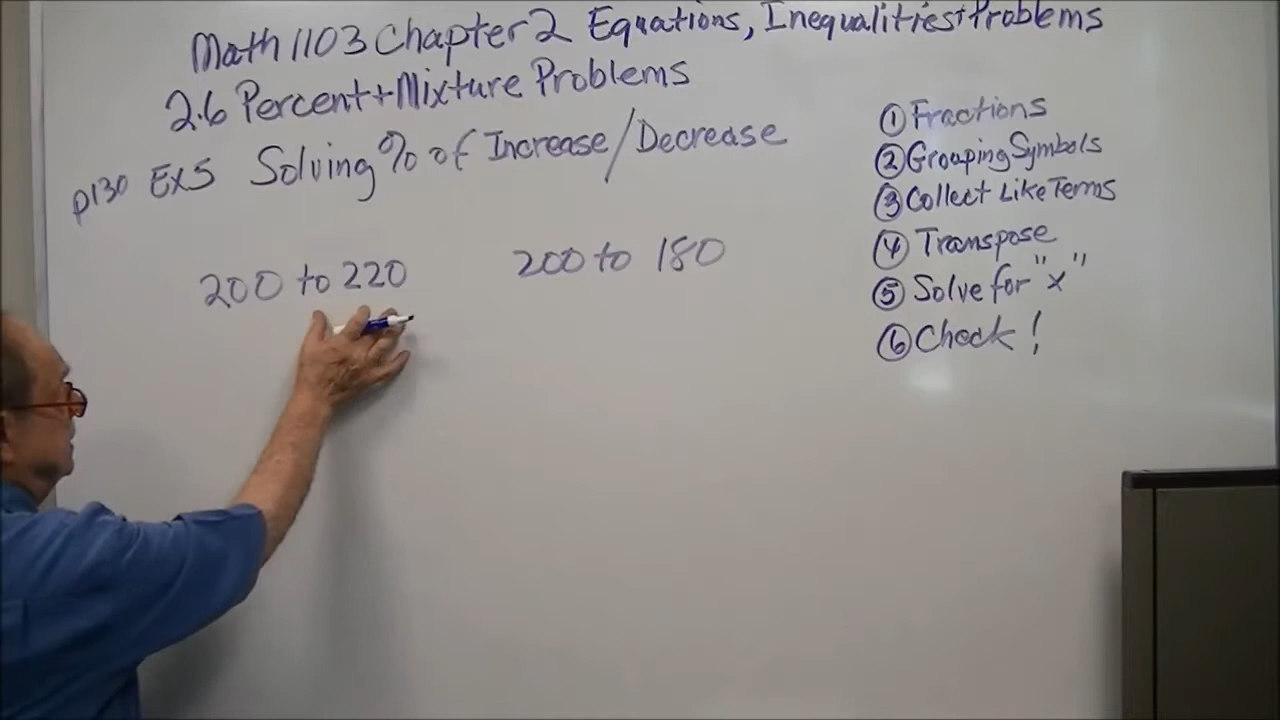 Math 1103 Chapter 2 Equations, Inequalities + Problems
2.6 Percent + Mixture Problems
p130 EX5 Solving % of Increase/Decrease
200 to 220
200 to 180
① Fractions
② Grouping Symbols
③ Collect Like Terms
④ Transpose
⑤ Solve for "x"
⑥ Check!